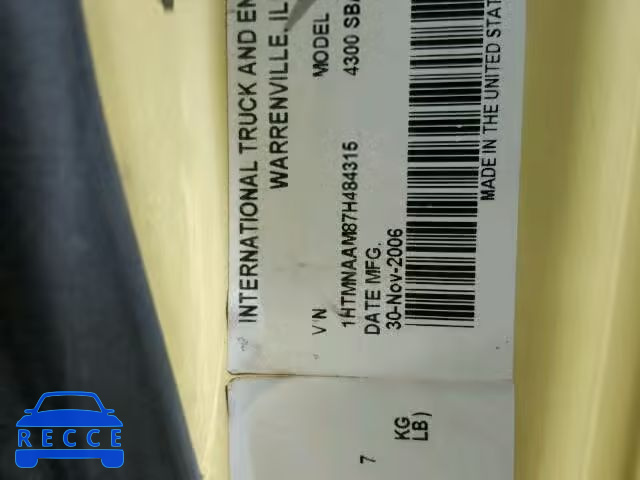 INTERNATIONAL TRUCK AND EN
WARRENVILLE, IL
MODEL
4300 SBA
V'N
1HTMNAAM87H484315
DATE MFG.
30-Nov-2006
MADE IN THE UNITED STAT
7
KG
LB)
RECCE